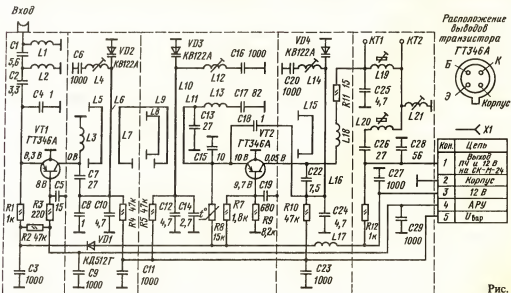 Вход
Расположение
выводов
транзистора
ГТ346А
Б
К
Э
Корпус
C1
5,6
C2
3,3
L1
L2
C4 1
VT1
ГТ346А
8,3 В
0В
8 В
R1
1к
R3
220
C5
15
R2 47к
C3 1000
C6
1000
VD2
КВ122А
L4
L3
L5
L6
C7
27
C8
1
C10
4,7
R4 47к
VD1
КД512Г
C9
1000
VD3
КВ122А
L7
L8
L9
L10
L11
L12
L13
C16 1000
C17 82
C13
27
C18 1
C15
10
VT2
ГТ346А
10 В
0,05 В
9,7 В
R5 47к
C12
4,7
C14
2,7
t°
R8
15к
R7
1,8к
C19
680
R9
8,2к
C11
1000
VD4
КВ122А
C20
1000
L14
L15
L16
C22
7,5
R10
47к
C24
4,7
L17
C23
1000
R11 15
L18
КТ1
КТ2
L19
C25
4,7
L20
L21
C26
27
C28
56
C27
1000
R12
1к
C29
1000
X1
Кон. Цепь
1 Выход ПЧ и 12 В на СК-М-24
2 Корпус
3 12 В
4 АРУ
5 Uвар
Рис.